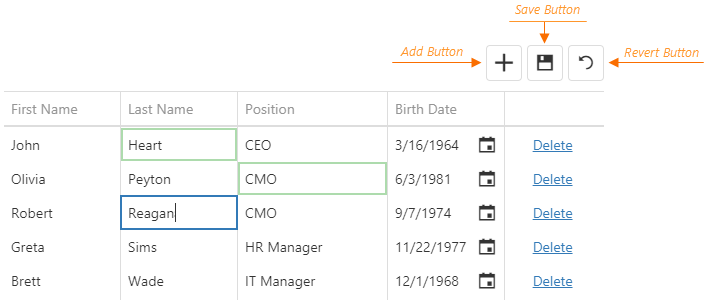 Save Button
Add Button
Revert Button
First Name Last Name Position Birth Date
John Heart CEO 3/16/1964 Delete
Olivia Peyton CMO 6/3/1981 Delete
Robert Reagan CMO 9/7/1974 Delete
Greta Sims HR Manager 11/22/1977 Delete
Brett Wade IT Manager 12/1/1968 Delete